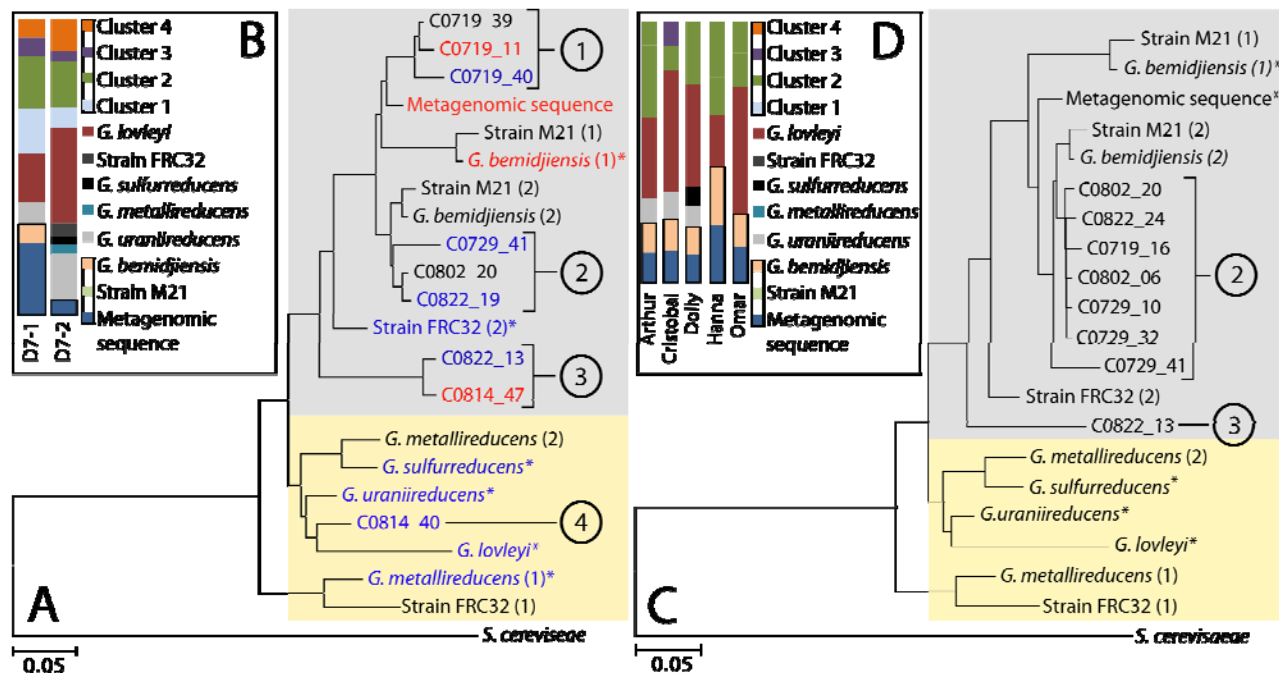 B
Cluster 4
Cluster 3
Cluster 2
Cluster 1
G. lovleyi
Strain FRC32
G. sulfurreducens
G. metallireducens
G. uraniireducens
G. bemidjiensis
Strain M21
Metagenomic
sequence
D7-1
D7-2
C0719_39
C0719_11
C0719_40
1
Metagenomic sequence
Strain M21 (1)
G. bemidjiensis (1)*
Strain M21 (2)
G. bemidjiensis (2)
C0729_41
C0802_20
C0822_19
2
Strain FRC32 (2)*
C0822_13
C0814_47
3
G. metallireducens (2)
G. sulfurreducens*
G. uraniireducens*
C0814_40
4
G. lovleyi*
G. metallireducens (1)*
Strain FRC32 (1)
A
S. cereviseae
0.05
D
Cluster 4
Cluster 3
Cluster 2
Cluster 1
G. lovleyi
Strain FRC32
G. sulfurreducens
G. metallireducens
G. uraniireducens
G. bemidjiensis
Strain M21
Metagenomic
sequence
Arthur
Cristobal
Dolly
Hanna
Omar
Strain M21 (1)
G. bemidjiensis (1)*
Metagenomic sequence*
Strain M21 (2)
G. bemidjiensis (2)
C0802_20
C0822_24
C0719_16
C0802_06
C0729_10
C0729_32
C0729_41
2
Strain FRC32 (2)
C0822_13
3
G. metallireducens (2)
G. sulfurreducens*
G.uraniireducens*
G. lovleyi*
G. metallireducens (1)
Strain FRC32 (1)
C
S. cerevisaeae
0.05